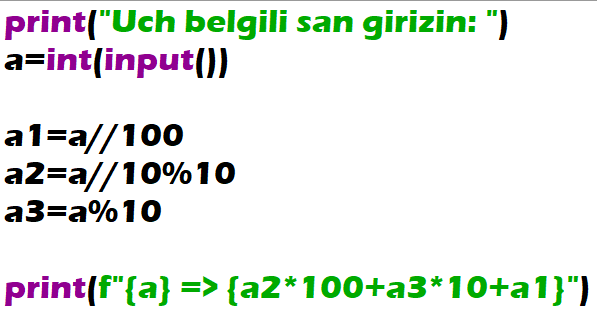 print("Uch belgili san girizin: ")
a=int(input())
a1=a//100
a2=a//10%10
a3=a%10
print(f"{a} => {a2*100+a3*10+a1}")